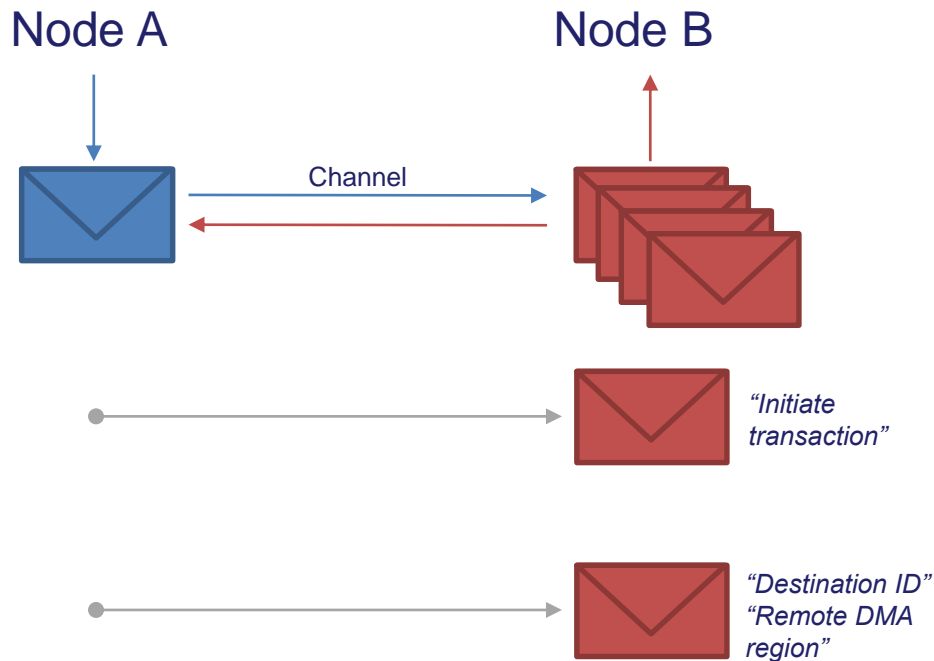 Node A
Node B
Channel
“Initiate
transaction”
“Destination ID”
“Remote DMA
region”